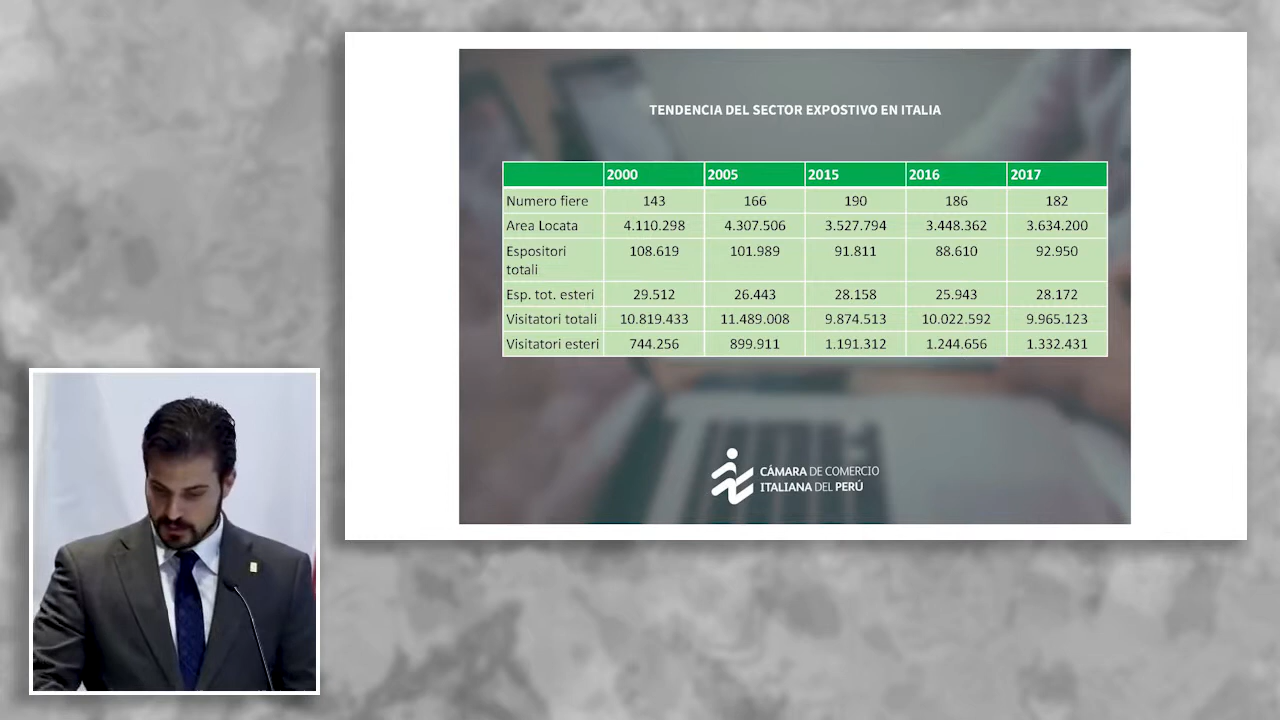 TENDENCIA DEL SECTOR EXPOSTIVO EN ITALIA
2000 2005 2015 2016 2017
Numero fiere 143 166 190 186 182
Area Locata 4.110.298 4.307.506 3.527.794 3.448.362 3.634.200
Espositori 108.619 101.989 91.811 88.610 92.950
totali
Esp. tot. esteri 29.512 26.443 28.158 25.943 28.172
Visitatori totali 10.819.433 11.489.008 9.874.513 10.022.592 9.965.123
Visitatori esteri 744.256 899.911 1.191.312 1.244.656 1.332.431
CÁMARA DE COMERCIO
ITALIANA DEL PERÚ